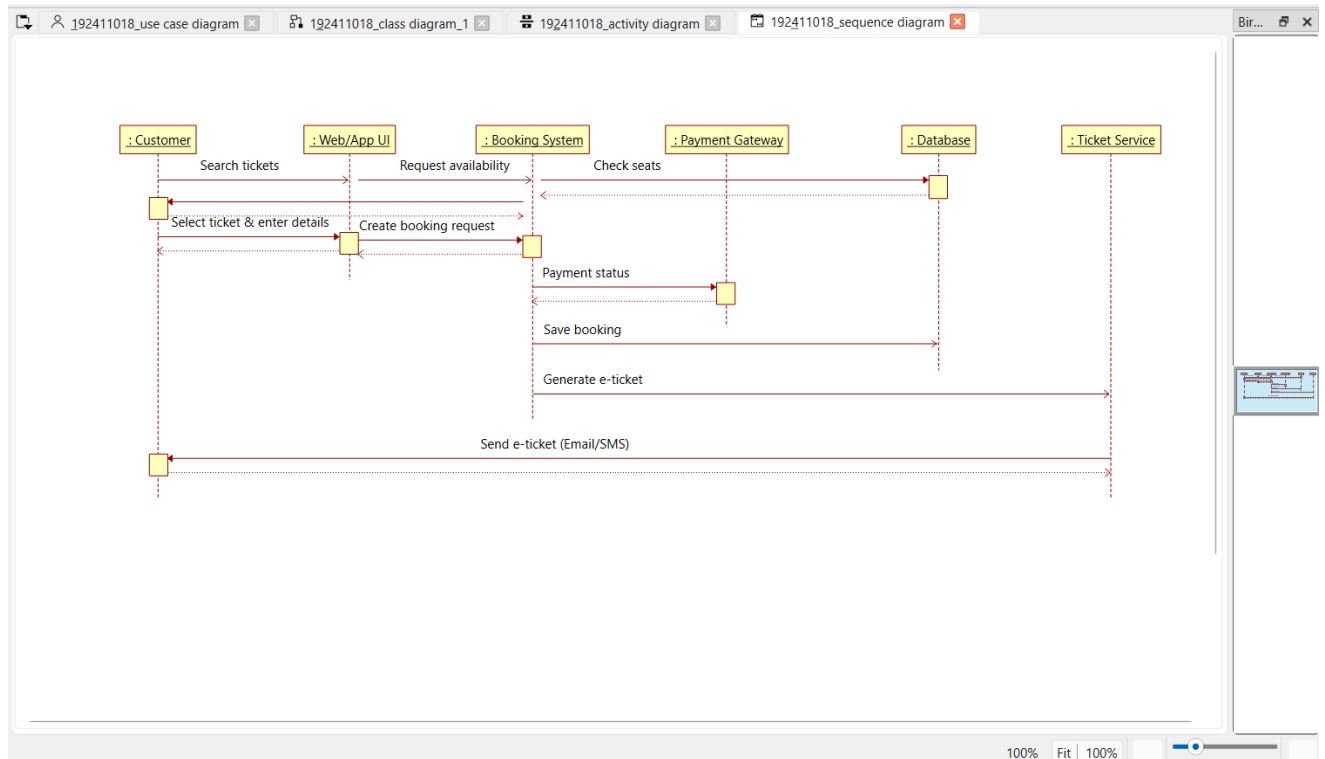 192411018_use case diagram
192411018_class diagram_1
192411018_activity diagram
192411018_sequence diagram
Bir...
: Customer
: Web/App UI
: Booking System
: Payment Gateway
: Database
: Ticket Service
Search tickets
Request availability
Check seats
Select ticket & enter details
Create booking request
Payment status
Save booking
Generate e-ticket
Send e-ticket (Email/SMS)
100%
Fit
100%